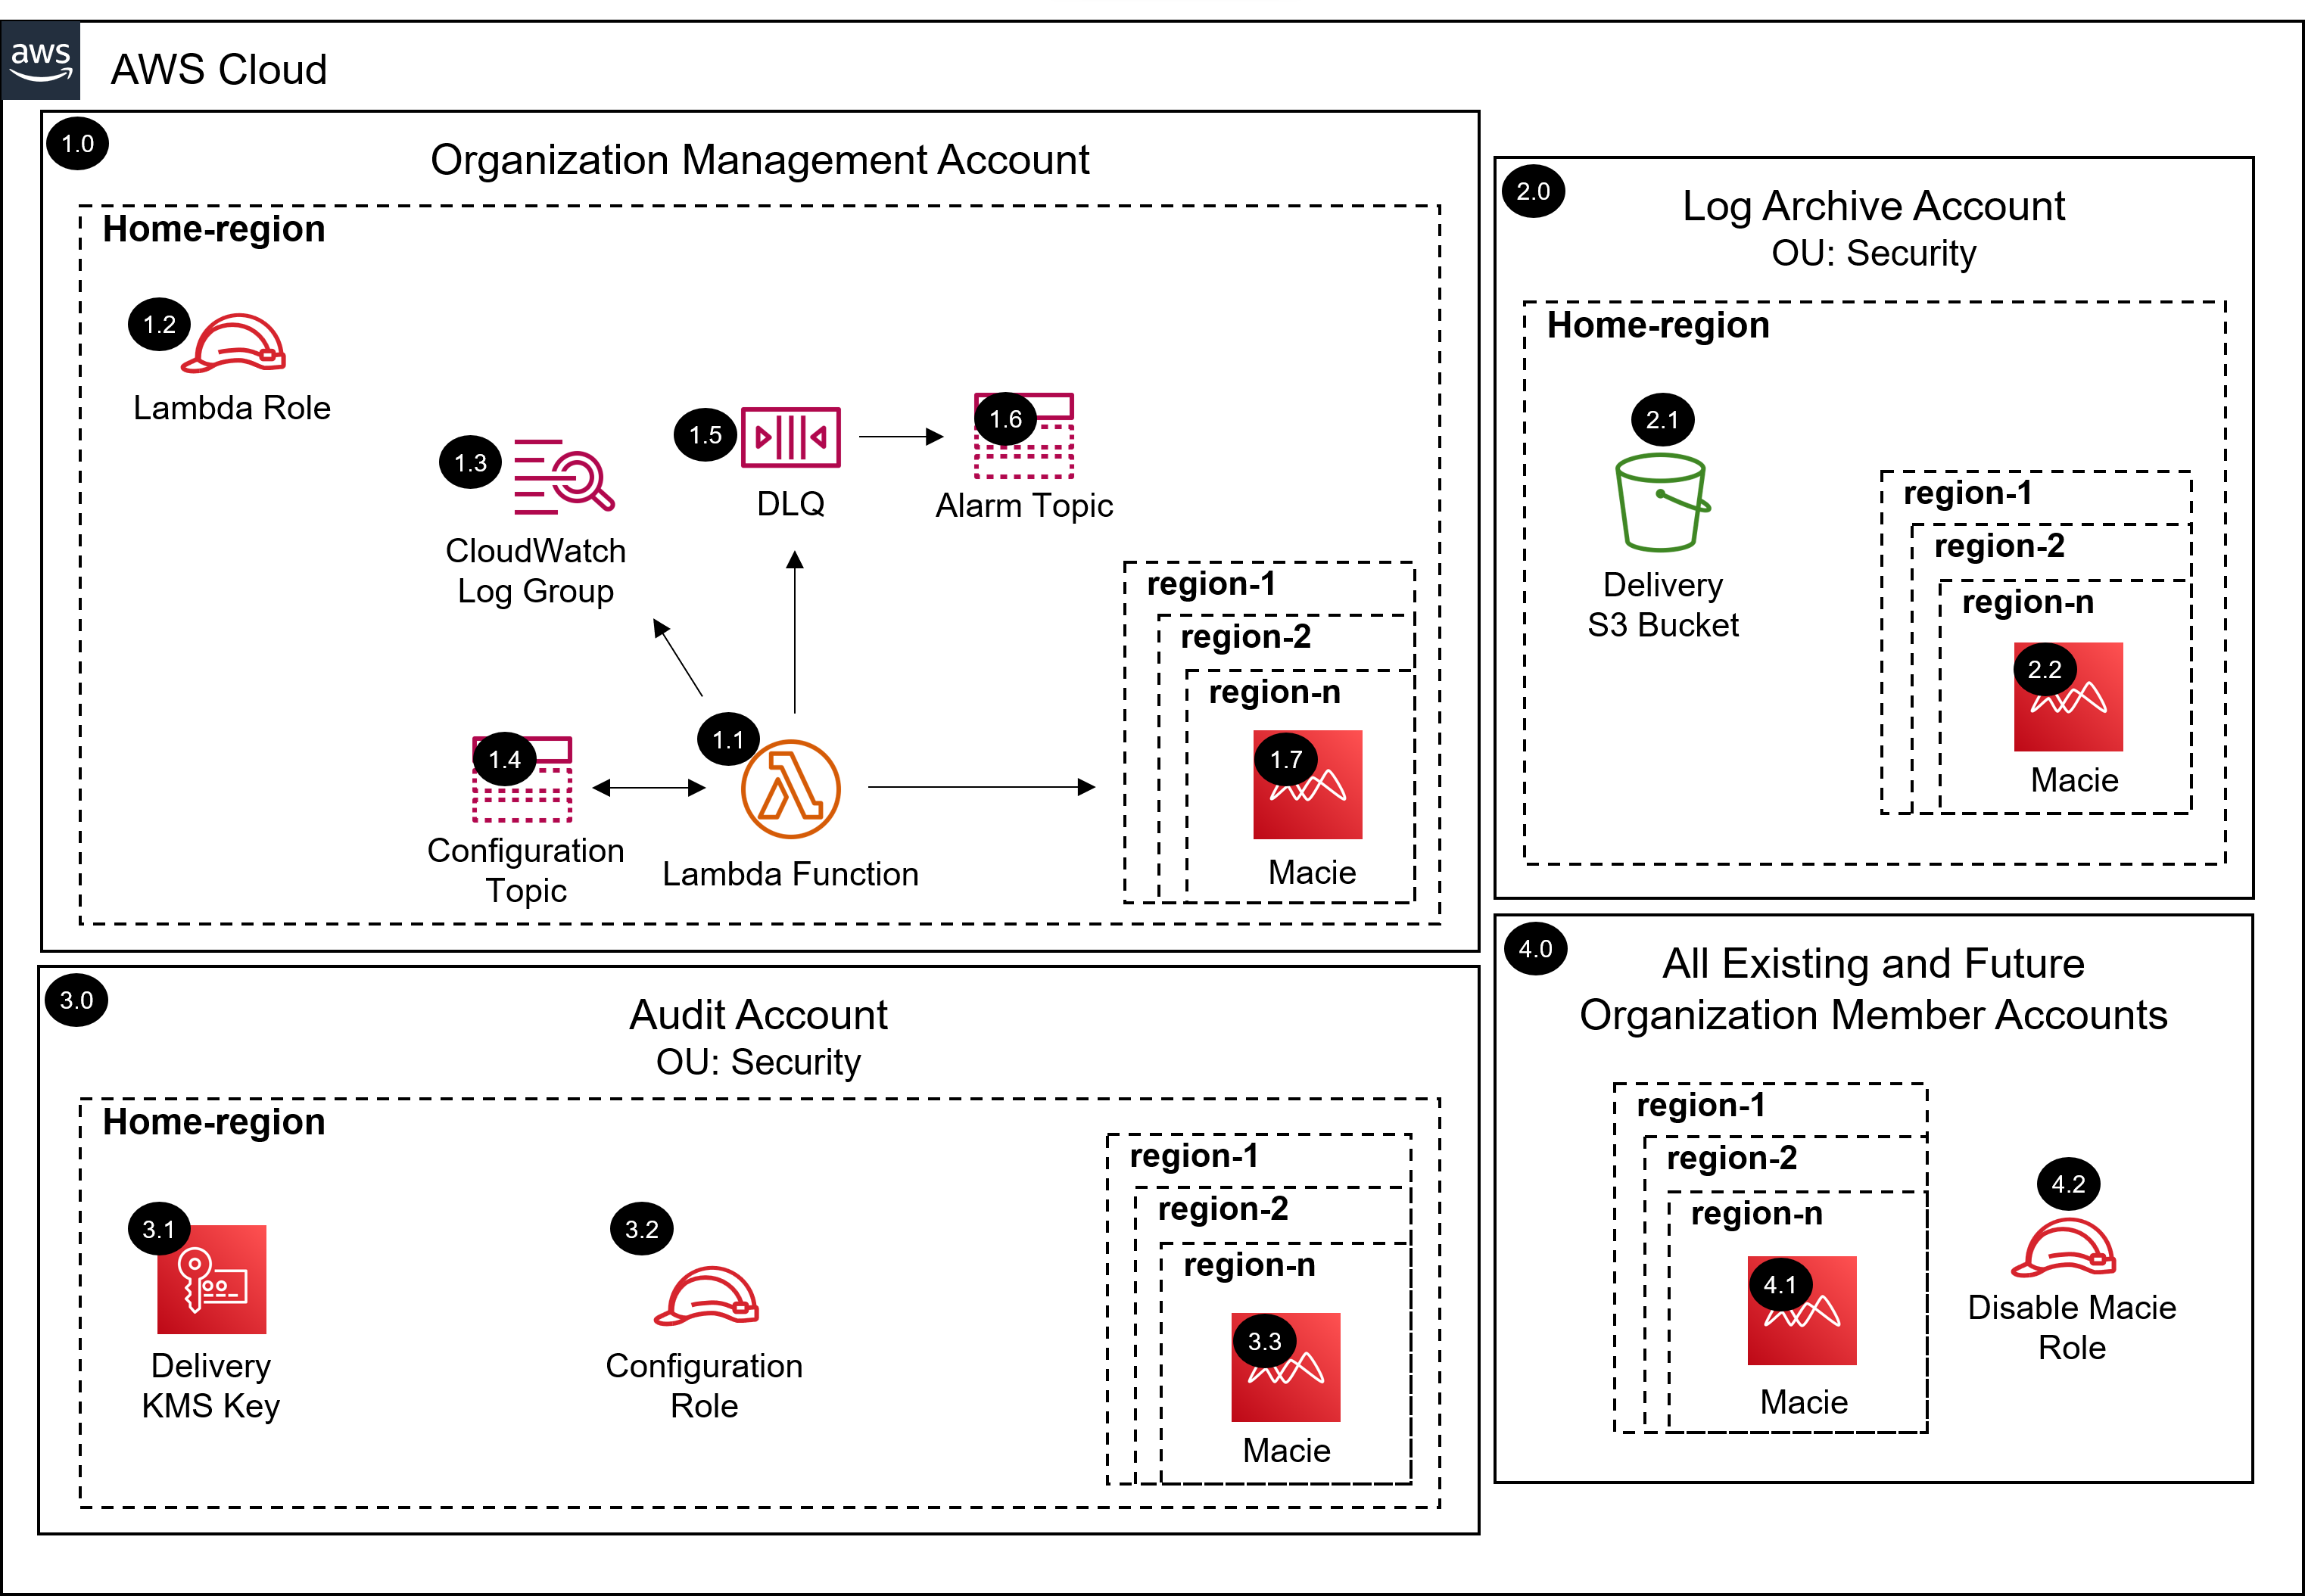 aws
AWS Cloud
1.0
Organization Management Account
Home-region
1.2
Lambda Role
1.3
CloudWatch
Log Group
1.5
DLQ
1.6
Alarm Topic
1.4
Configuration
Topic
1.1
Lambda Function
region-1
region-2
region-n
1.7
Macie
2.0
Log Archive Account
OU: Security
Home-region
2.1
Delivery
S3 Bucket
region-1
region-2
region-n
2.2
Macie
3.0
Audit Account
OU: Security
Home-region
3.1
Delivery
KMS Key
3.2
Configuration
Role
region-1
region-2
region-n
3.3
Macie
4.0
All Existing and Future
Organization Member Accounts
region-1
region-2
region-n
4.1
Macie
4.2
Disable Macie
Role